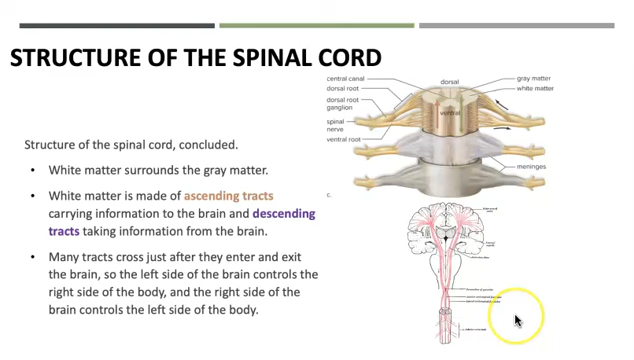 STRUCTURE OF THE SPINAL CORD
Structure of the spinal cord, concluded.
• White matter surrounds the gray matter.
• White matter is made of ascending tracts
carrying information to the brain and descending
tracts taking information from the brain.
• Many tracts cross just after they enter and exit
the brain, so the left side of the brain controls the
right side of the body, and the right side of the
brain controls the left side of the body.
central canal
dorsal root
dorsal root
ganglion
spinal
nerve
ventral root
dorsal
ventral
gray matter
white matter
meninges
c.